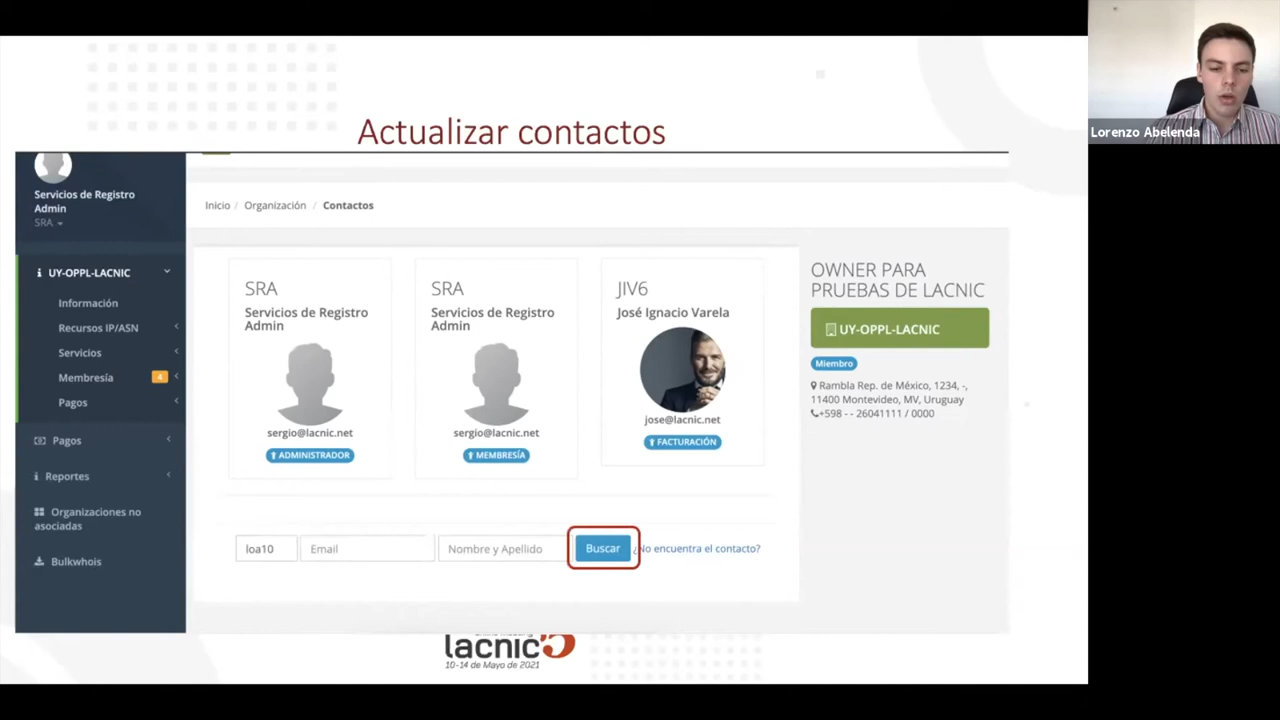 Actualizar contactos
Lorenzo Abelenda
Servicios de Registro
Admin
SRA
UY-OPPL-LACNIC
Información
Recursos IP/ASN
Servicios
Membresía 4
Pagos
Pagos
Reportes
Organizaciones no
asociadas
Bulkwhois
Inicio / Organización / Contactos
SRA
Servicios de Registro
Admin
sergio@lacnic.net
ADMINISTRADOR
SRA
Servicios de Registro
Admin
sergio@lacnic.net
MEMBRESÍA
JIV6
José Ignacio Varela
jose@lacnic.net
FACTURACIÓN
loa10 Email Nombre y Apellido Buscar ¿No encuentra el contacto?
OWNER PARA
PRUEBAS DE LACNIC
UY-OPPL-LACNIC
Miembro
Rambla Rep. de México, 1234, -,
11400 Montevideo, MV, Uruguay
+598 - - 26041111 / 0000
lacnic 5
10-14 de Mayo de 2021